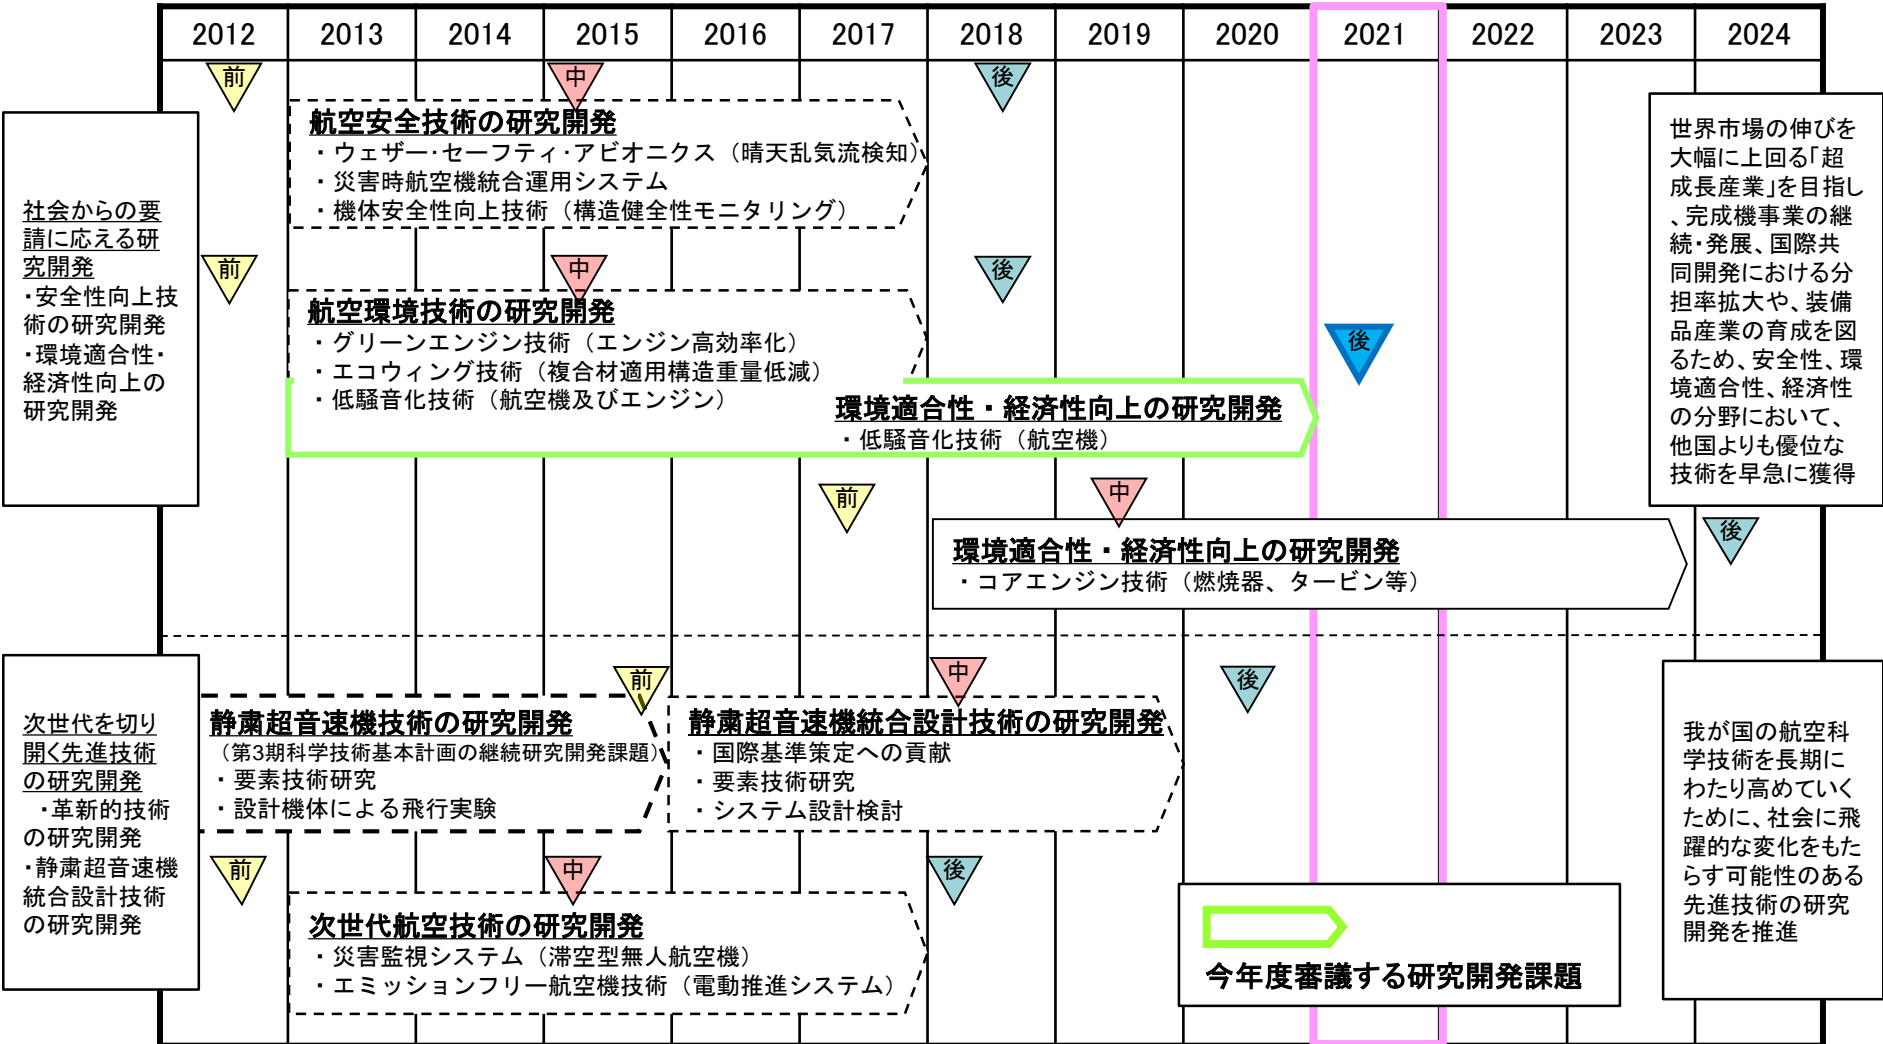 2012 2013 2014 2015 2016 2017 2018 2019 2020 2021 2022 2023 2024
前 中 後
社会からの要
請に応える研
究開発
・安全性向上技
術の研究開発
・環境適合性・
経済性向上の
研究開発
航空安全技術の研究開発
・ウェザー・セーフティ・アビオニクス（晴天乱気流検知）
・災害時航空機統合運用システム
・機体安全性向上技術（構造健全性モニタリング）
前 中 後
航空環境技術の研究開発
・グリーンエンジン技術（エンジン高効率化）
・エコウィング技術（複合材適用構造重量低減）
・低騒音化技術（航空機及びエンジン）
後
環境適合性・経済性向上の研究開発
・低騒音化技術（航空機）
前 中 後
環境適合性・経済性向上の研究開発
・コアエンジン技術（燃焼器、タービン等）
世界市場の伸びを
大幅に上回る「超
成長産業」を目指し
、完成機事業の継
続・発展、国際共
同開発における分
担率拡大や、装備
品産業の育成を図
るため、安全性、環
境適合性、経済性
の分野において、
他国よりも優位な
技術を早急に獲得
次世代を切り
開く先進技術
の研究開発
・革新的技術
の研究開発
・静粛超音速機
統合設計技術
の研究開発
前 中 後
静粛超音速機技術の研究開発
（第3期科学技術基本計画の継続研究開発課題）
・要素技術研究
・設計機体による飛行実験
静粛超音速機統合設計技術の研究開発
・国際基準策定への貢献
・要素技術研究
・システム設計検討
前 中 後
次世代航空技術の研究開発
・災害監視システム（滞空型無人航空機）
・エミッションフリー航空機技術（電動推進システム）
今年度審議する研究開発課題
我が国の航空科
学技術を長期に
わたり高めていく
ために、社会に飛
躍的な変化をもた
らす可能性のある
先進技術の研究
開発を推進